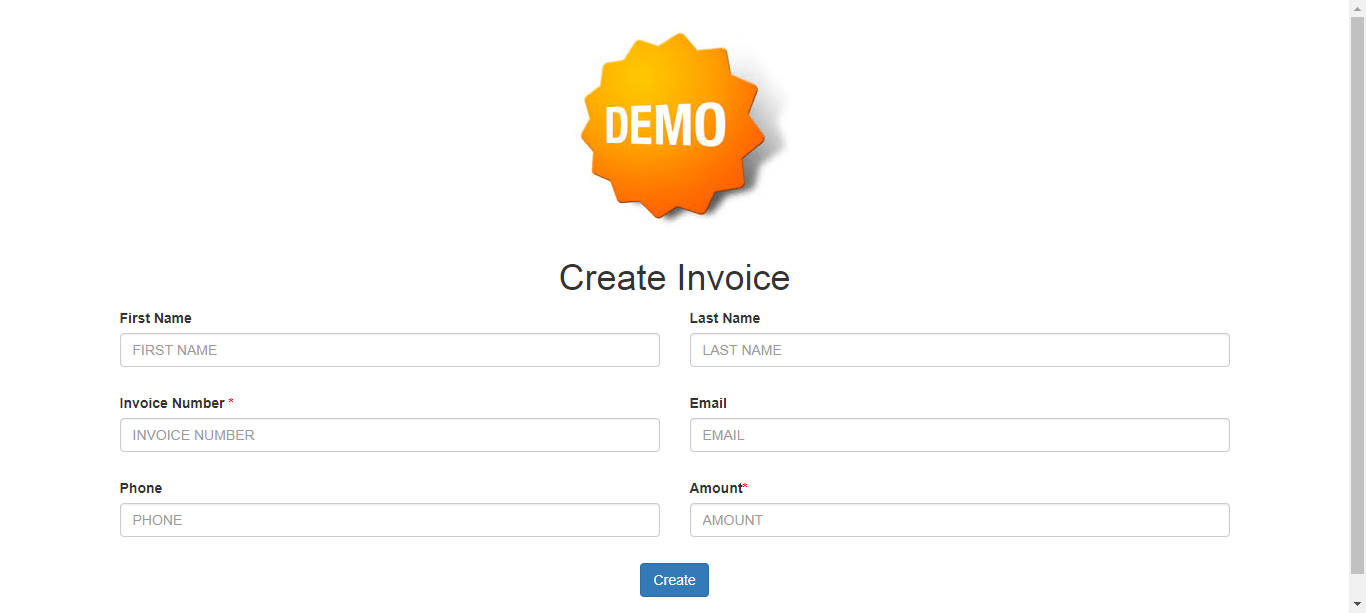 DEMO
Create Invoice
First Name
Last Name
FIRST NAME
LAST NAME
Invoice Number *
Email
INVOICE NUMBER
EMAIL
Phone
Amount*
PHONE
AMOUNT
Create